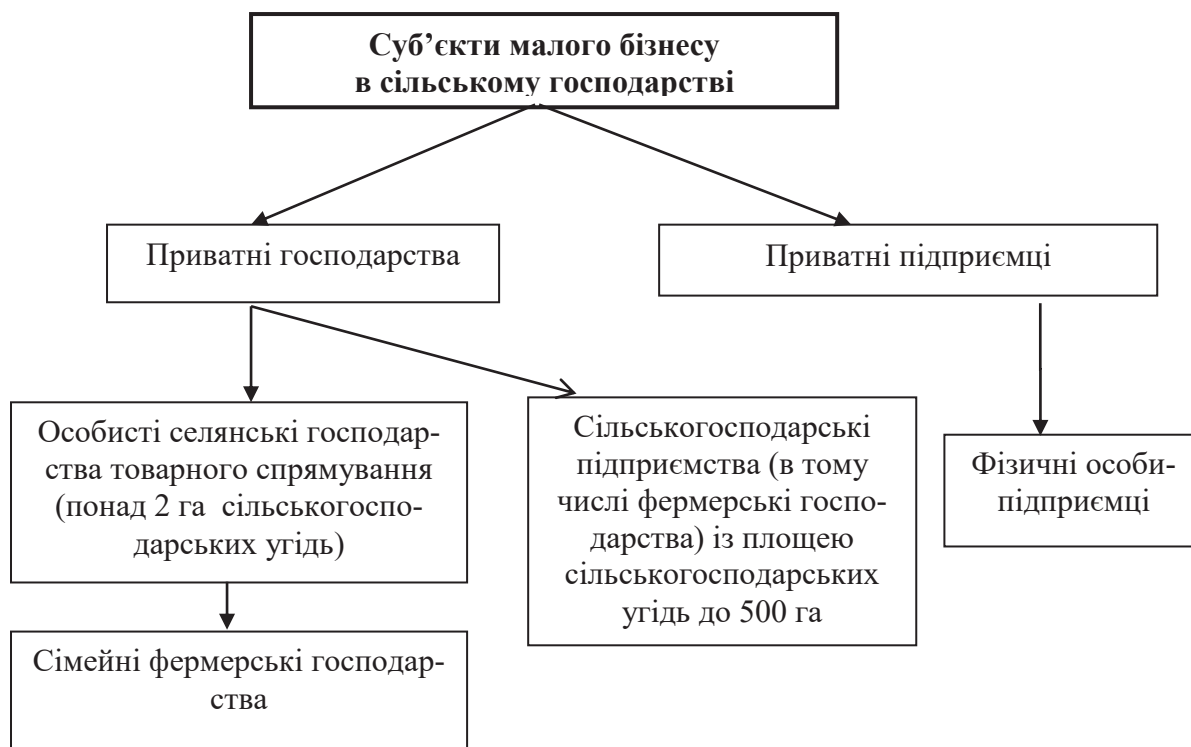 Суб’єкти малого бізнесу
в сільському господарстві
Приватні господарства
Приватні підприємці
Особисті селянські господар-
ства товарного спрямування
(понад 2 га сільськогоспо-
дарських угідь)
Сільськогосподарські
підприємства (в тому
числі фермерські госпо-
дарства) із площею
сільськогосподарських
угідь до 500 га
Фізичні особи-
підприємці
Сімейні фермерські господар-
ства